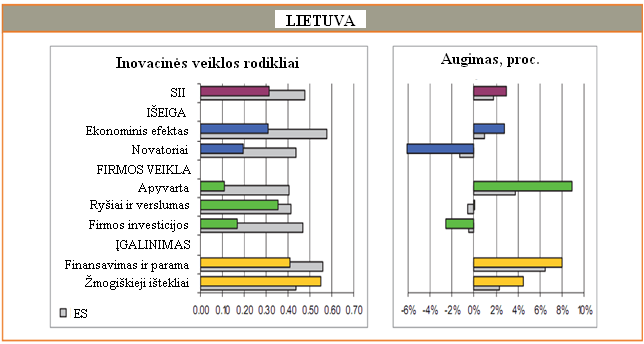 LIETUVA
Inovacinės veiklos rodikliai
SII
IŠEIGA
Ekonominis efektas
Novatoriai
FIRMOS VEIKLA
Apyvarta
Ryšiai ir verslumas
Firmos investicijos
ĮGALINIMAS
Finansavimas ir parama
Žmogiškieji ištekliai
0.00 0.10 0.20 0.30 0.40 0.50 0.60 0.70
ES
Augimas, proc.
-6% -4% -2% 0% 2% 4% 6% 8% 10%